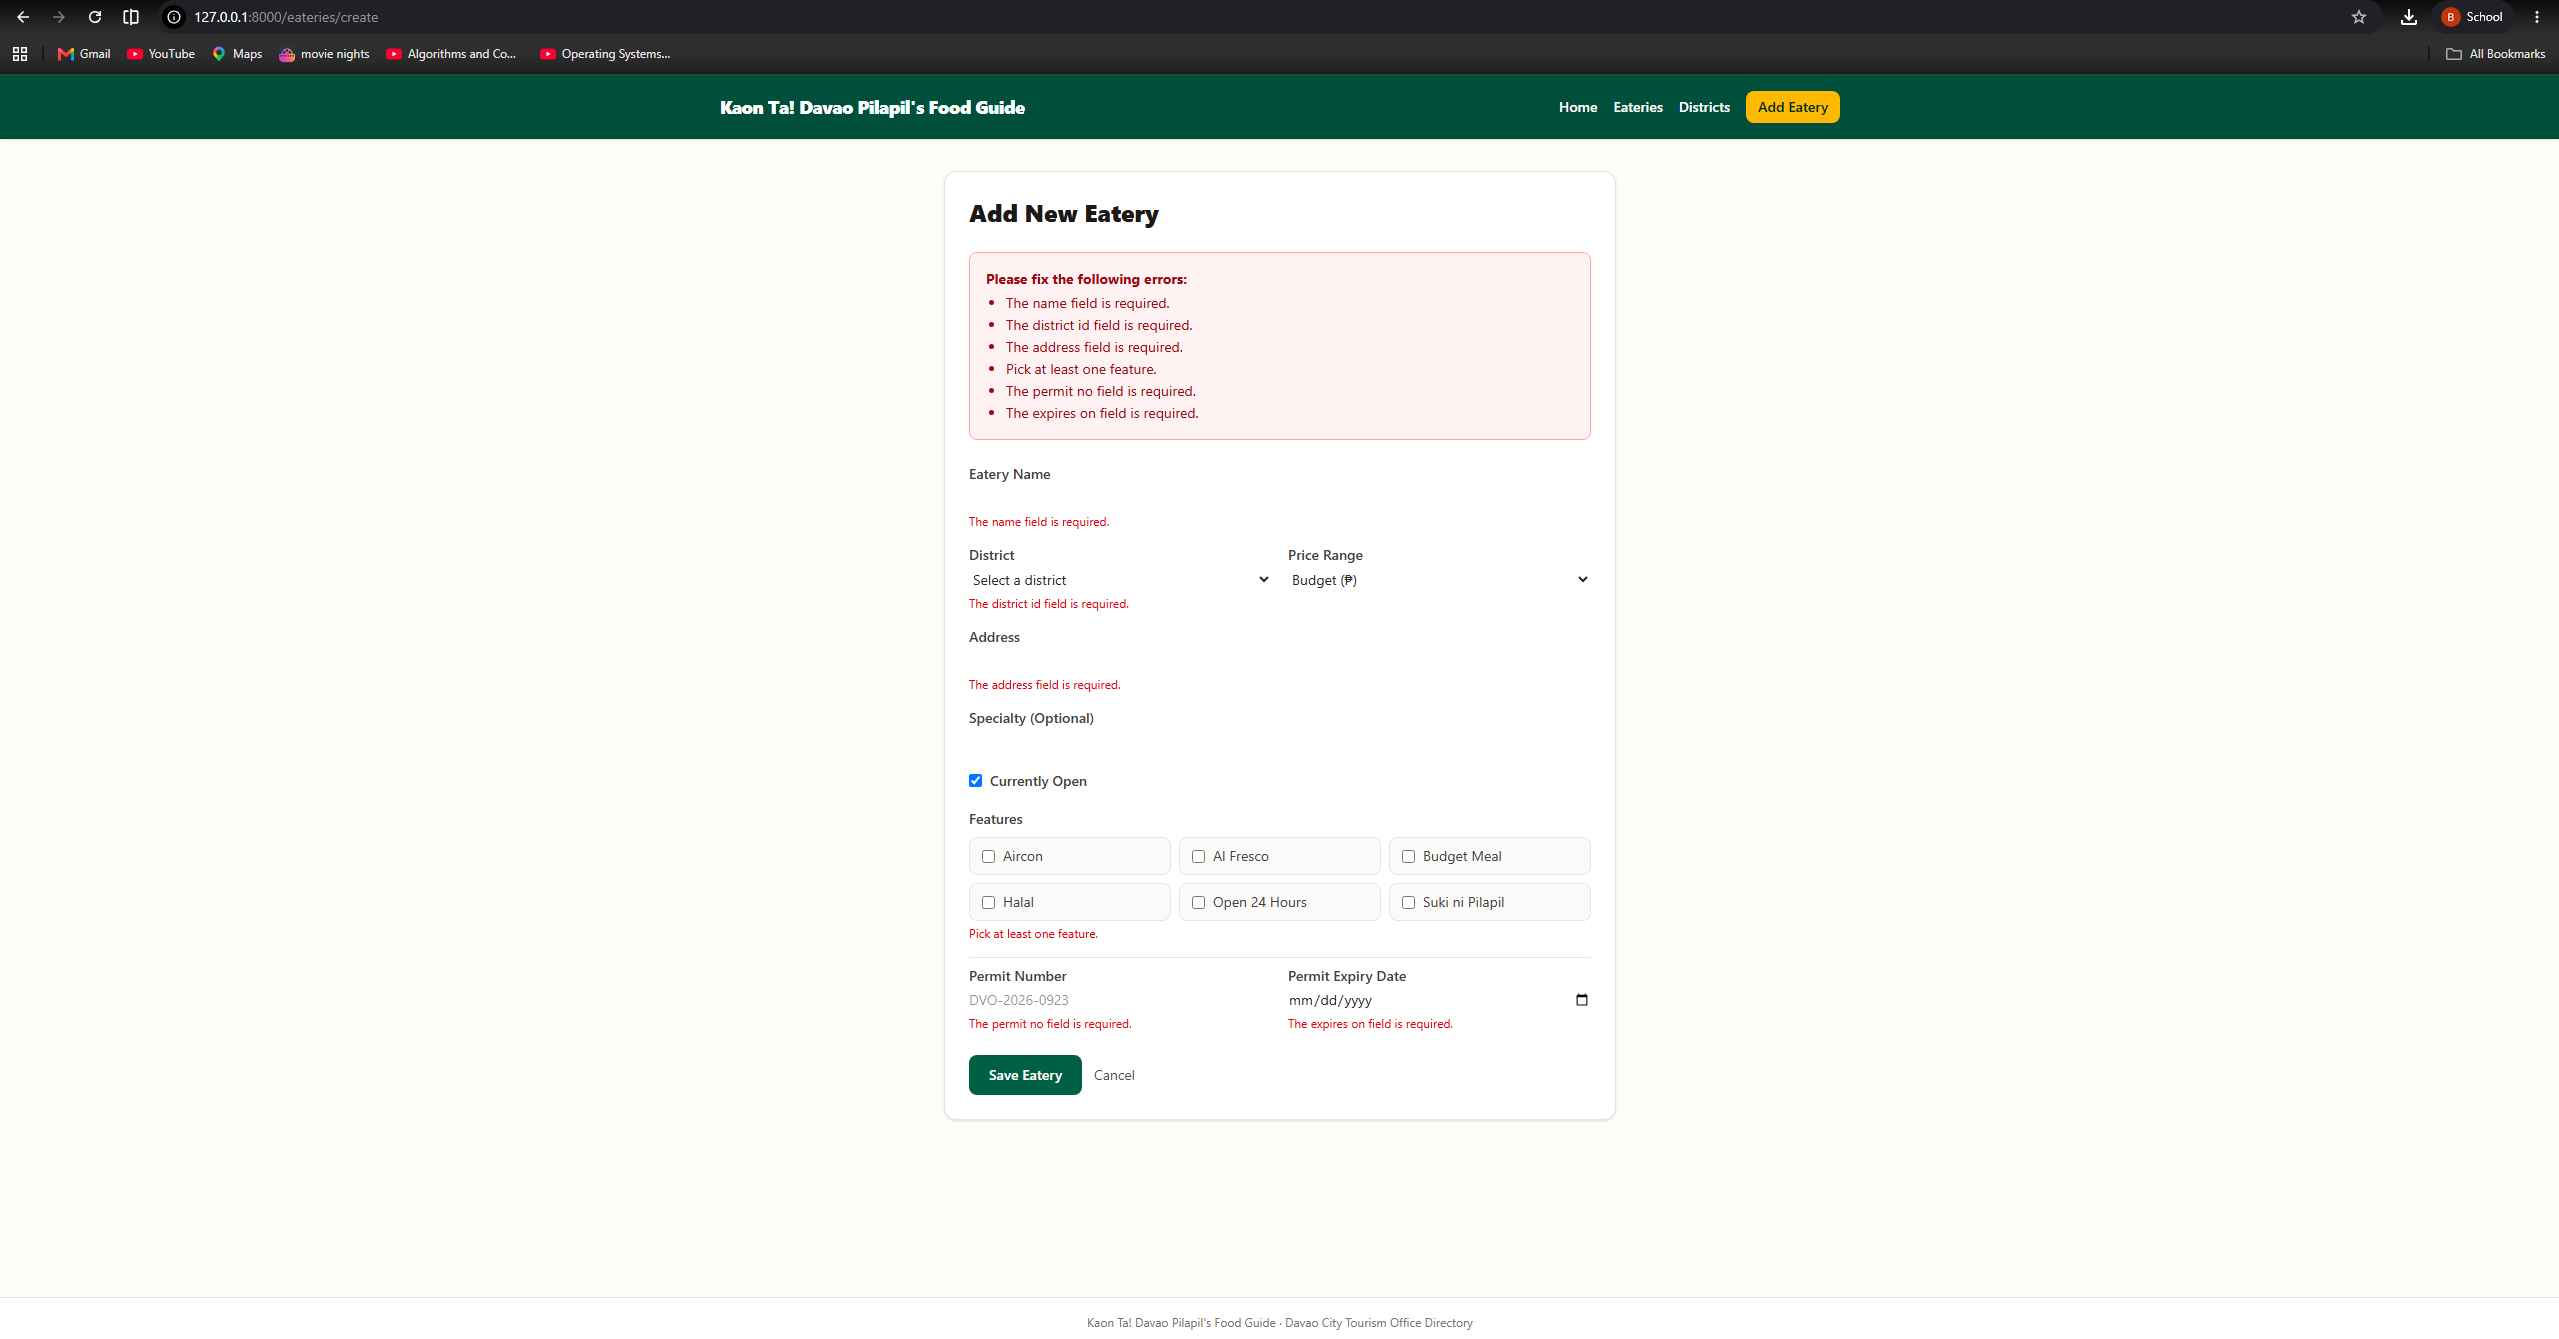 127.0.0.1:8000/eateries/create
B School
Gmail YouTube Maps movie nights Algorithms and Co... Operating Systems... All Bookmarks
Kaon Ta! Davao Pilapil's Food Guide Home Eateries Districts Add Eatery
Add New Eatery
Please fix the following errors:
• The name field is required.
• The district id field is required.
• The address field is required.
• Pick at least one feature.
• The permit no field is required.
• The expires on field is required.
Eatery Name
The name field is required.
District Price Range
Select a district Budget (₱)
The district id field is required.
Address
The address field is required.
Specialty (Optional)
Currently Open
Features
Aircon Al Fresco Budget Meal
Halal Open 24 Hours Suki ni Pilapil
Pick at least one feature.
Permit Number Permit Expiry Date
DVO-2026-0923 mm/dd/yyyy
The permit no field is required. The expires on field is required.
Save Eatery Cancel
Kaon Ta! Davao Pilapil's Food Guide · Davao City Tourism Office Directory